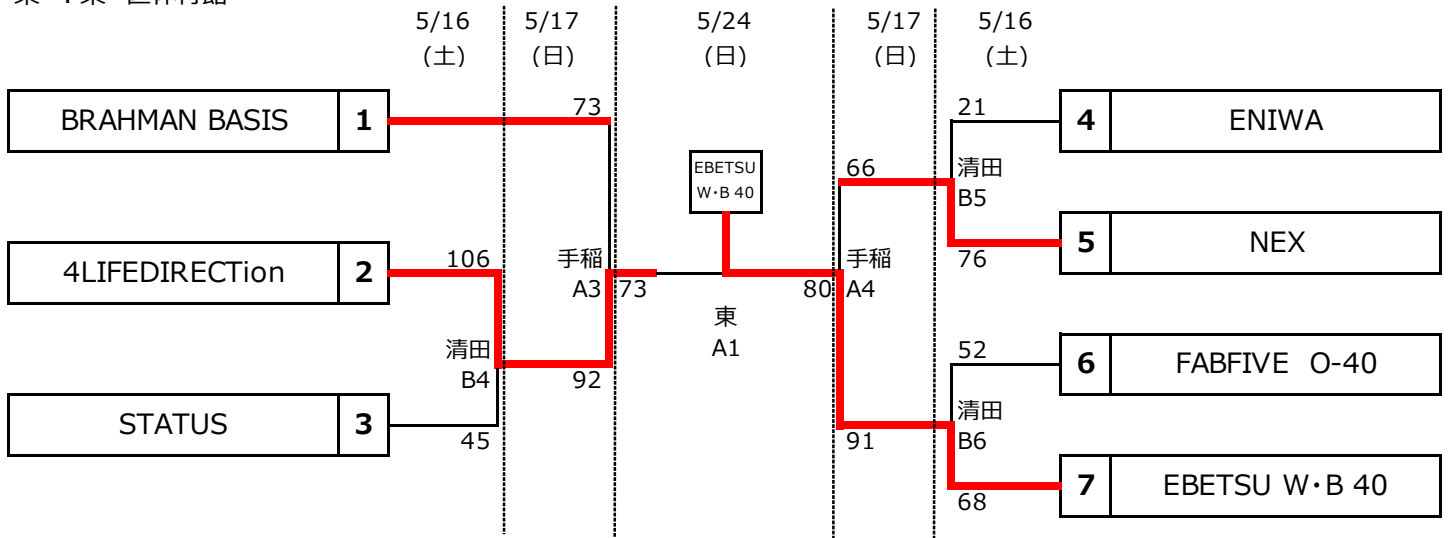 5/16 5/17 5/24 5/17 5/16
(土) (日) (日) (日) (土)
BRAHMAN BASIS 1
73
21
4 ENIWA
EBETSU
W・B 40
66
清田
B5
4LIFEDIRECTion 2
106
手稲
A3
73
80
手稲
A4
76
5 NEX
東
A1
清田
B4
92
52
6 FABFIVE O-40
STATUS 3
45
91
清田
B6
68
7 EBETSU W・B 40